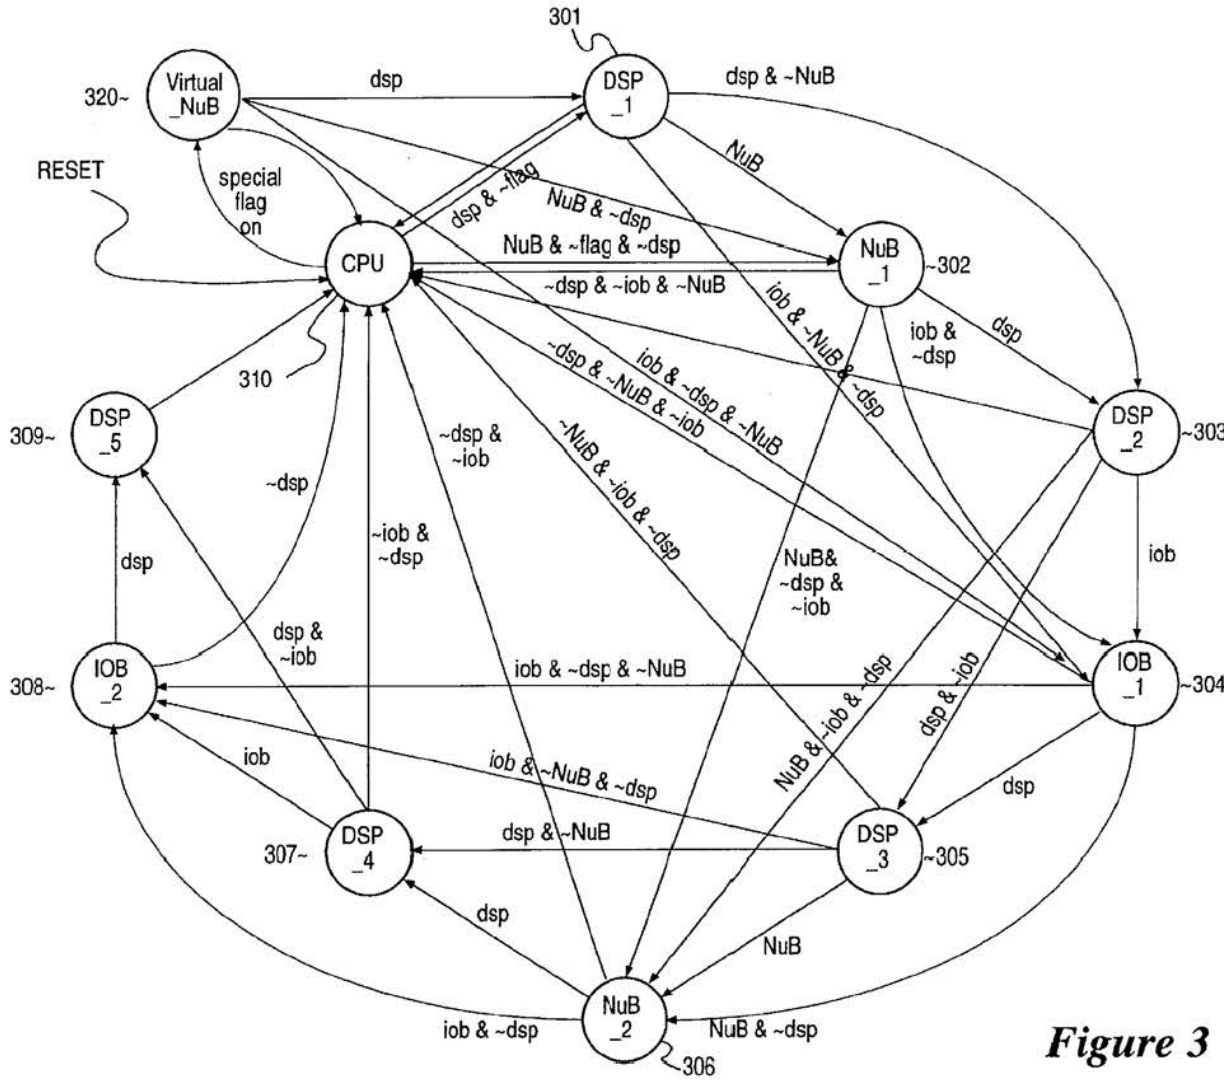 301
Virtual
_NuB
320~
dsp
DSP
_1
dsp & ~NuB
RESET
special
flag
on
dsp & ~flag
NuB
NuB & ~dsp
CPU
NuB & ~flag & ~dsp
~dsp & ~iob & ~NuB
NuB
_1
~302
310
iob & ~NuB & ~dsp
iob &
~dsp
dsp
~dsp & ~NuB & ~iob
iob & ~dsp & ~NuB
DSP
_5
309~
DSP
_2
~303
~dsp &
~iob
~NuB & ~iob & ~dsp
~dsp
~iob &
~dsp
dsp
NuB&
~dsp &
~iob
iob
dsp &
~iob
IOB
_2
308~
iob & ~dsp & ~NuB
NuB & ~iob & ~dsp
dsp & ~iob
IOB
_1
~304
iob
iob & ~NuB & ~dsp
dsp
DSP
_4
307~
dsp & ~NuB
DSP
_3
~305
dsp
NuB
NuB
_2
iob & ~dsp
NuB & ~dsp
306
Figure 3